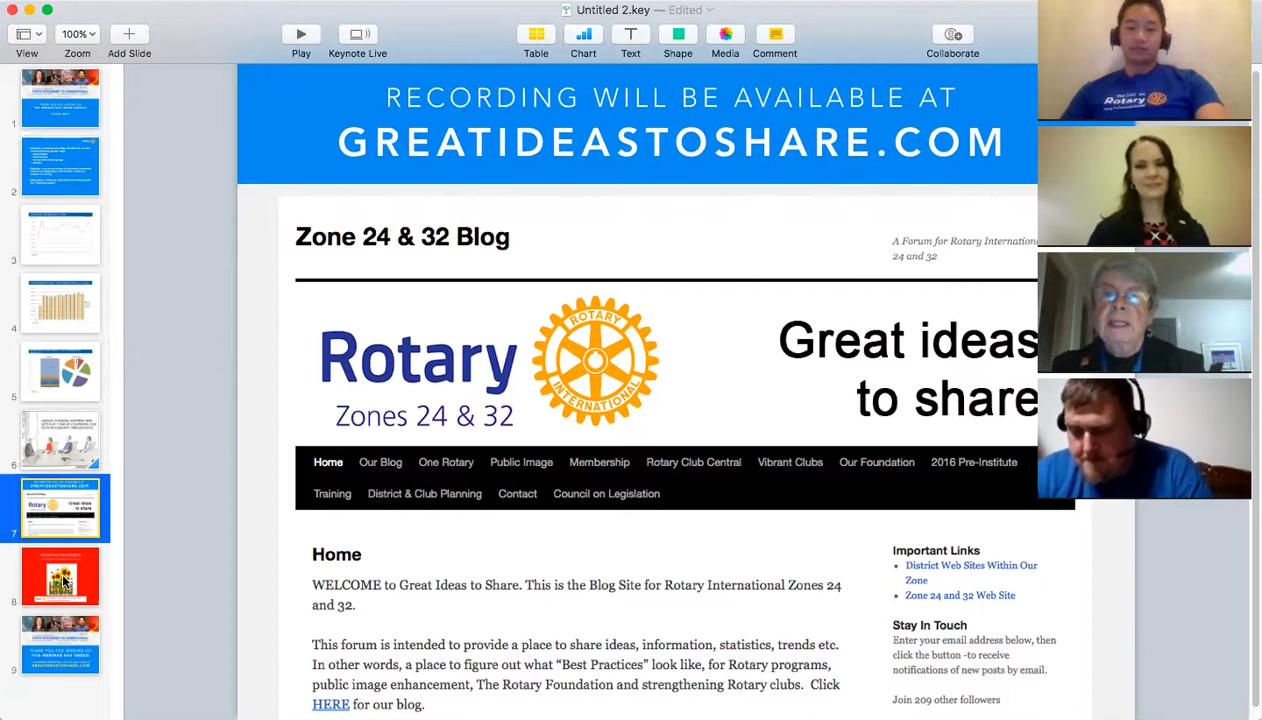 Untitled 2.key — Edited
100%
View
Zoom
Add Slide
Play
Keynote Live
Table
Chart
Text
Shape
Media
Comment
Collaborate
1
2
3
4
5
6
7
8
9
RECORDING WILL BE AVAILABLE AT
GREATIDEASTOSHARE.COM
Zone 24 & 32 Blog
A Forum for Rotary Internation
24 and 32
Rotary
Zones 24 & 32
ROTARY
INTERNATIONAL
Great ideas
to share
Home Our Blog One Rotary Public Image Membership Rotary Club Central Vibrant Clubs Our Foundation 2016 Pre-Institute
Training District & Club Planning Contact Council on Legislation
Home
WELCOME to Great Ideas to Share. This is the Blog Site for Rotary International Zones 24
and 32.
This forum is intended to provide a place to share ideas, information, statistics, trends etc.
In other words, a place to figure out what “Best Practices” look like, for Rotary programs,
public image enhancement, The Rotary Foundation and strengthening Rotary clubs. Click
HERE for our blog.
Important Links
District Web Sites Within Our
Zone
Zone 24 and 32 Web Site
Stay In Touch
Enter your email address below, then
click the button -to receive
notifications of new posts by email.
Join 209 other followers
Rotary